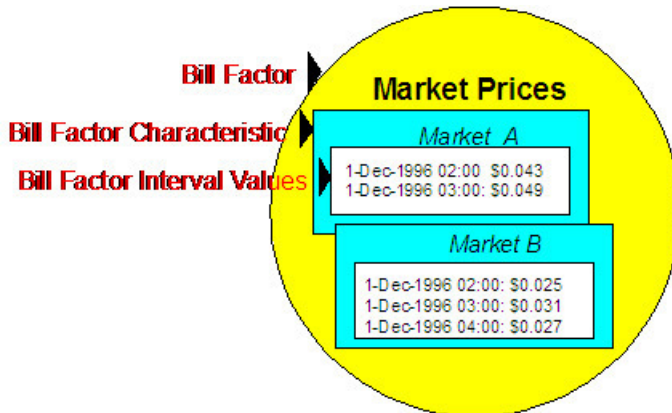 Bill Factor
Market Prices
Bill Factor Characteristic
Market A
Bill Factor Interval Values
1-Dec-1996 02:00 $0.043
1-Dec-1996 03:00: $0.049
Market B
1-Dec-1996 02:00: $0.025
1-Dec-1996 03:00: $0.031
1-Dec-1996 04:00: $0.027